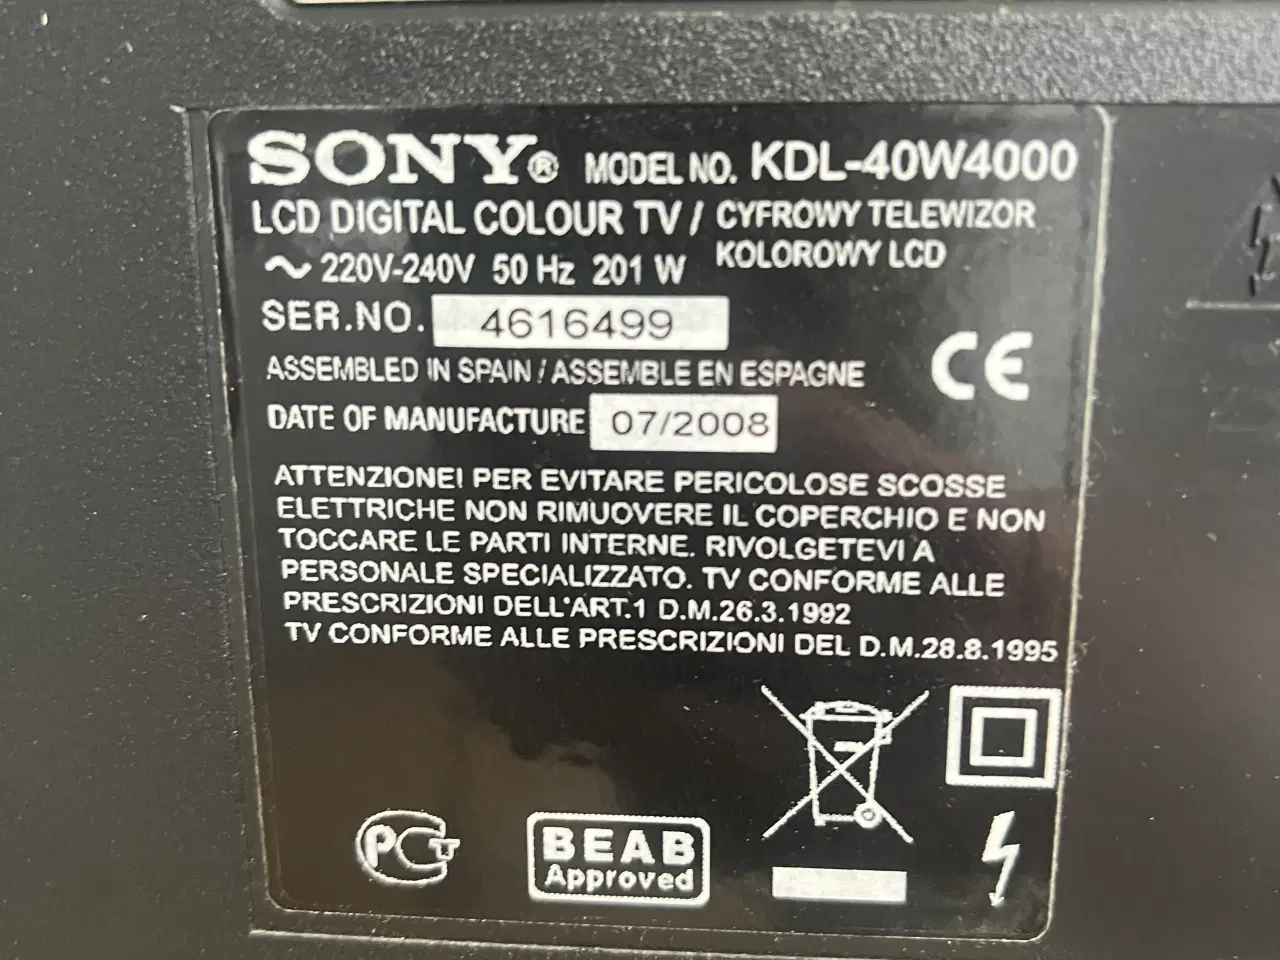 SONY® MODEL NO. KDL-40W4000
LCD DIGITAL COLOUR TV / CYFROWY TELEWIZOR
KOLOROWY LCD
~ 220V-240V 50 Hz 201 W
SER.NO. 4616499
ASSEMBLED IN SPAIN / ASSEMBLE EN ESPAGNE
CE
DATE OF MANUFACTURE 07/2008
ATTENZIONEI PER EVITARE PERICOLOSE SCOSSE
ELETTRICHE NON RIMUOVERE IL COPERCHIO E NON
TOCCARE LE PARTI INTERNE. RIVOLGETEVI A
PERSONALE SPECIALIZZATO. TV CONFORME ALLE
PRESCRIZIONI DELL'ART.1 D.M.26.3.1992
TV CONFORME ALLE PRESCRIZIONI DEL D.M.28.8.1995
PCT
BEAB
Approved